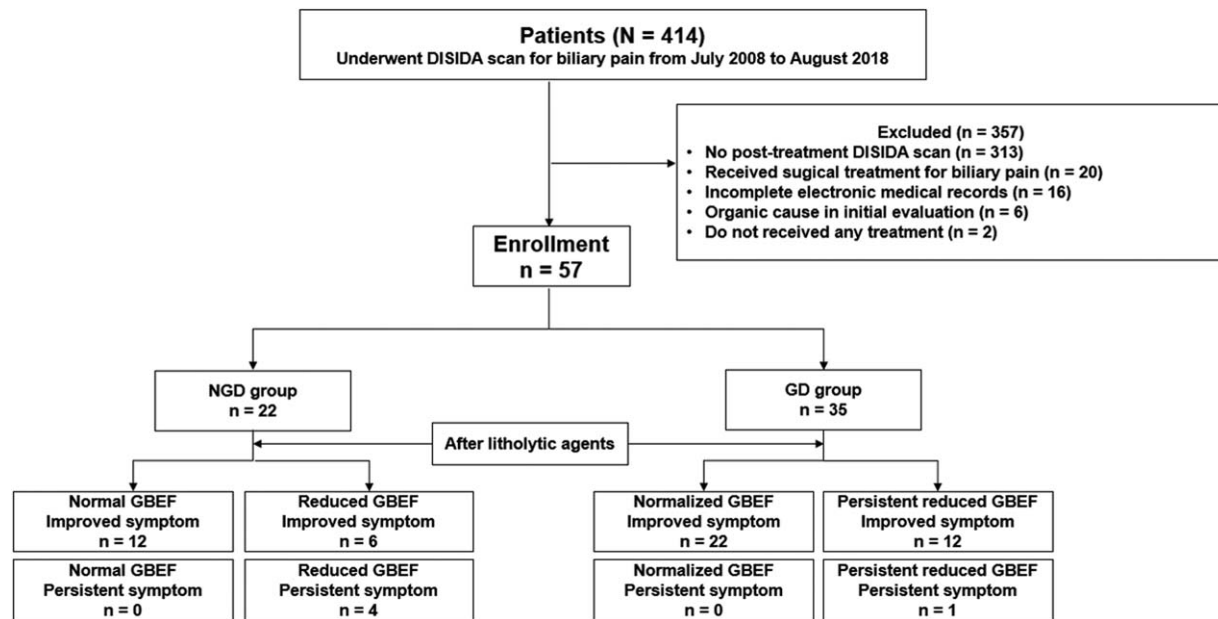 Patients (N = 414)
Underwent DISIDA scan for biliary pain from July 2008 to August 2018
Excluded (n = 357)
• No post-treatment DISIDA scan (n = 313)
• Received sugical treatment for biliary pain (n = 20)
• Incomplete electronic medical records (n = 16)
• Organic cause in initial evaluation (n = 6)
• Do not received any treatment (n = 2)
Enrollment
n = 57
NGD group
n = 22
GD group
n = 35
After litholytic agents
Normal GBEF
Improved symptom
n = 12
Reduced GBEF
Improved symptom
n = 6
Normalized GBEF
Improved symptom
n = 22
Persistent reduced GBEF
Improved symptom
n = 12
Normal GBEF
Persistent symptom
n = 0
Reduced GBEF
Persistent symptom
n = 4
Normalized GBEF
Persistent symptom
n = 0
Persistent reduced GBEF
Persistent symptom
n = 1